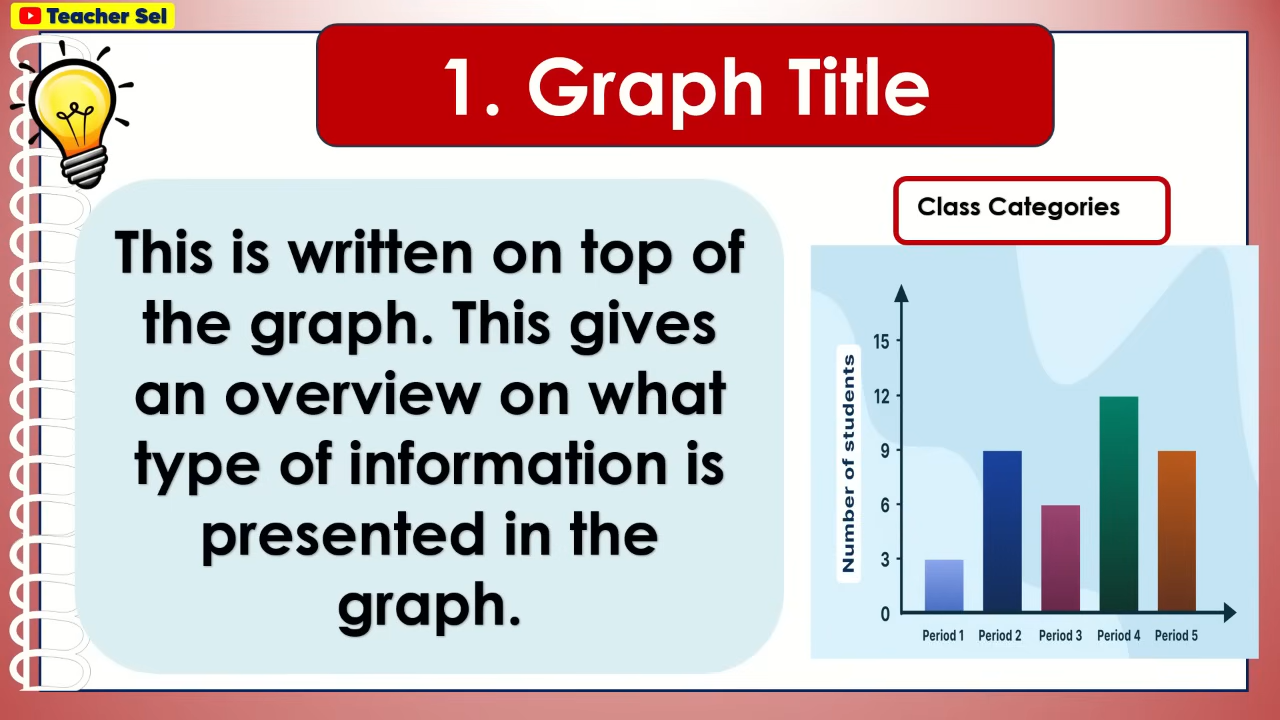 Teacher Sel
1. Graph Title
This is written on top of
the graph. This gives
an overview on what
type of information is
presented in the
graph.
Class Categories
Number of students
15
12
9
6
3
0
Period 1 Period 2 Period 3 Period 4 Period 5